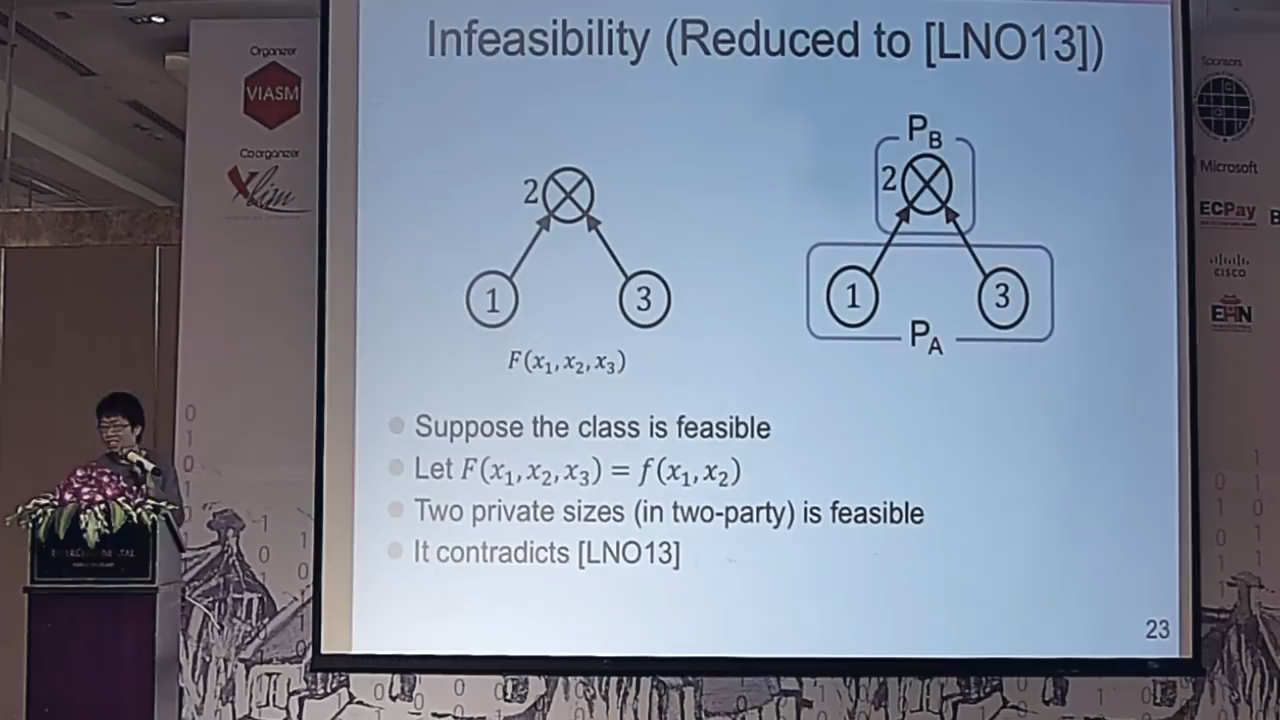 Infeasibility (Reduced to [LNO13])
Organizer
VIASM
Coorganizer
Xlim
2
1
3
F(x₁, x₂, x₃)
P_B
2
1
3
P_A
Suppose the class is feasible
Let F(x₁, x₂, x₃) = f(x₁, x₂)
Two private sizes (in two-party) is feasible
It contradicts [LNO13]
23
Sponsors
Microsoft
ECPay
CISCO
INTERCONTINENTAL